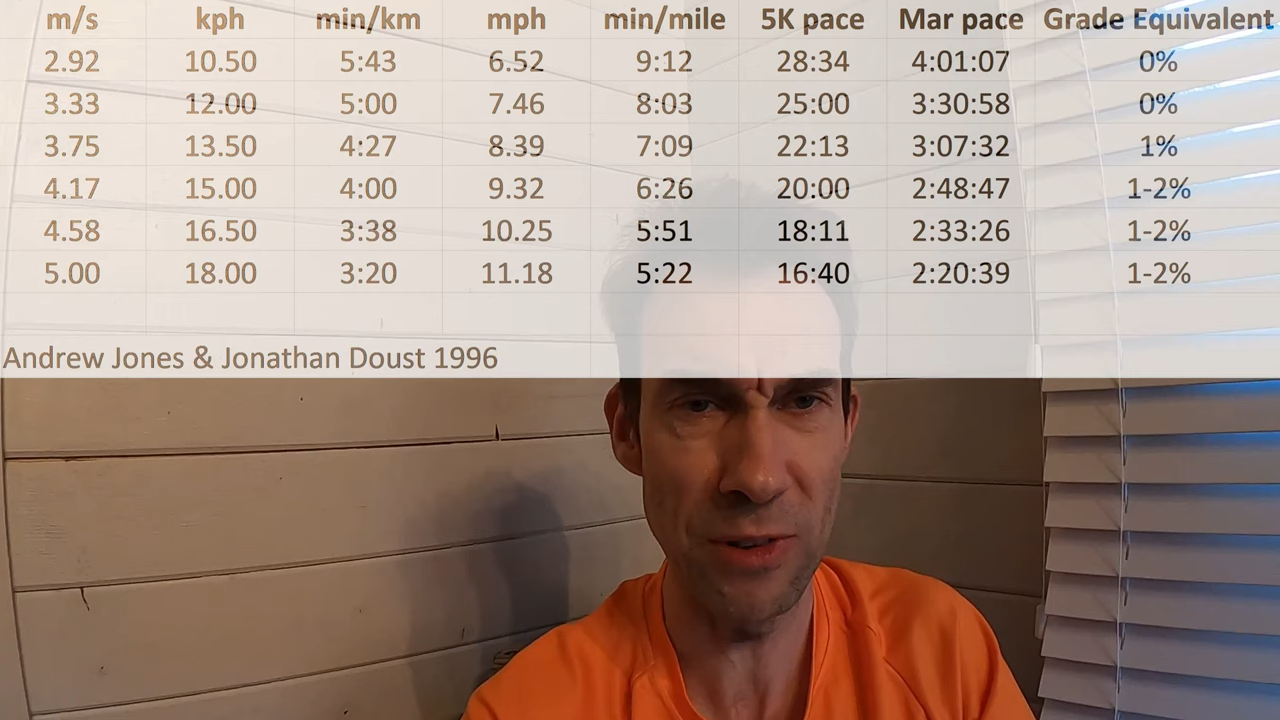 m/s kph min/km mph min/mile 5K pace Mar pace Grade Equivalent
2.92 10.50 5:43 6.52 9:12 28:34 4:01:07 0%
3.33 12.00 5:00 7.46 8:03 25:00 3:30:58 0%
3.75 13.50 4:27 8.39 7:09 22:13 3:07:32 1%
4.17 15.00 4:00 9.32 6:26 20:00 2:48:47 1-2%
4.58 16.50 3:38 10.25 5:51 18:11 2:33:26 1-2%
5.00 18.00 3:20 11.18 5:22 16:40 2:20:39 1-2%
Andrew Jones & Jonathan Doust 1996